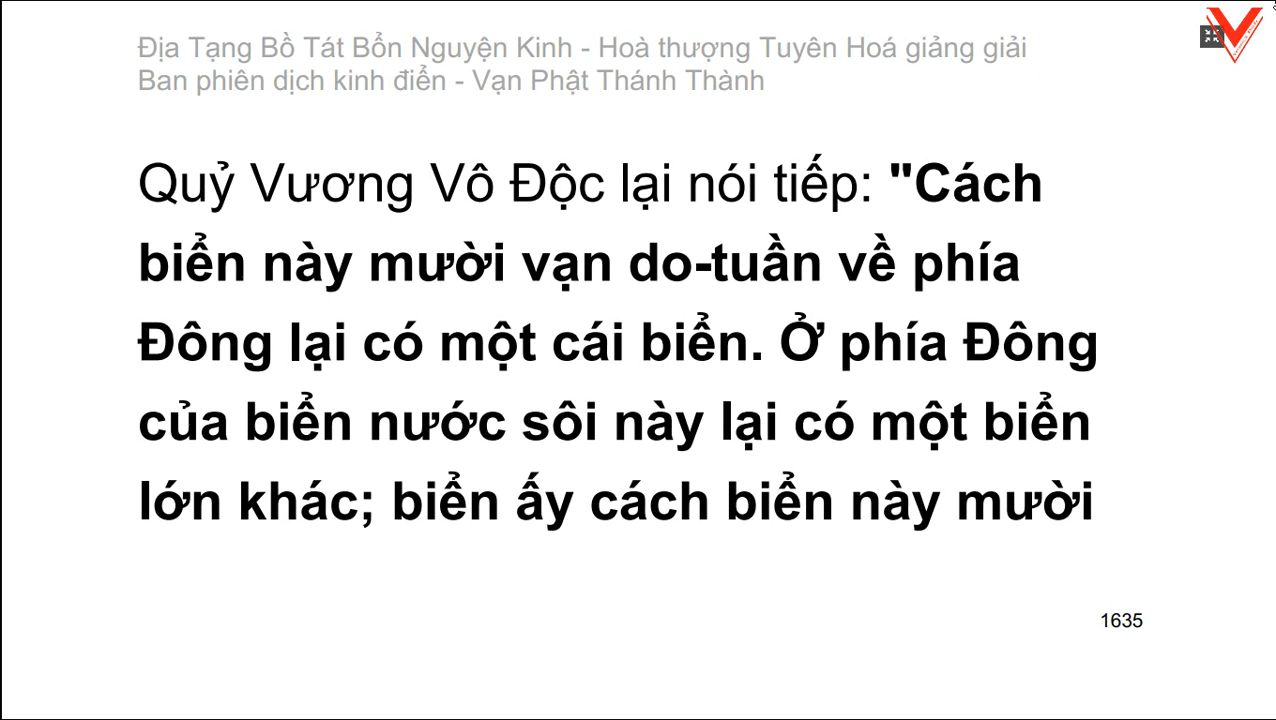 Địa Tạng Bồ Tát Bổn Nguyện Kinh - Hoà thượng Tuyên Hoá giảng giải
Ban phiên dịch kinh điển - Vạn Phật Thánh Thành
Quỷ Vương Vô Độc lại nói tiếp: "Cách
biển này mười vạn do-tuần về phía
Đông lại có một cái biển. Ở phía Đông
của biển nước sôi này lại có một biển
lớn khác; biển ấy cách biển này mười
1635